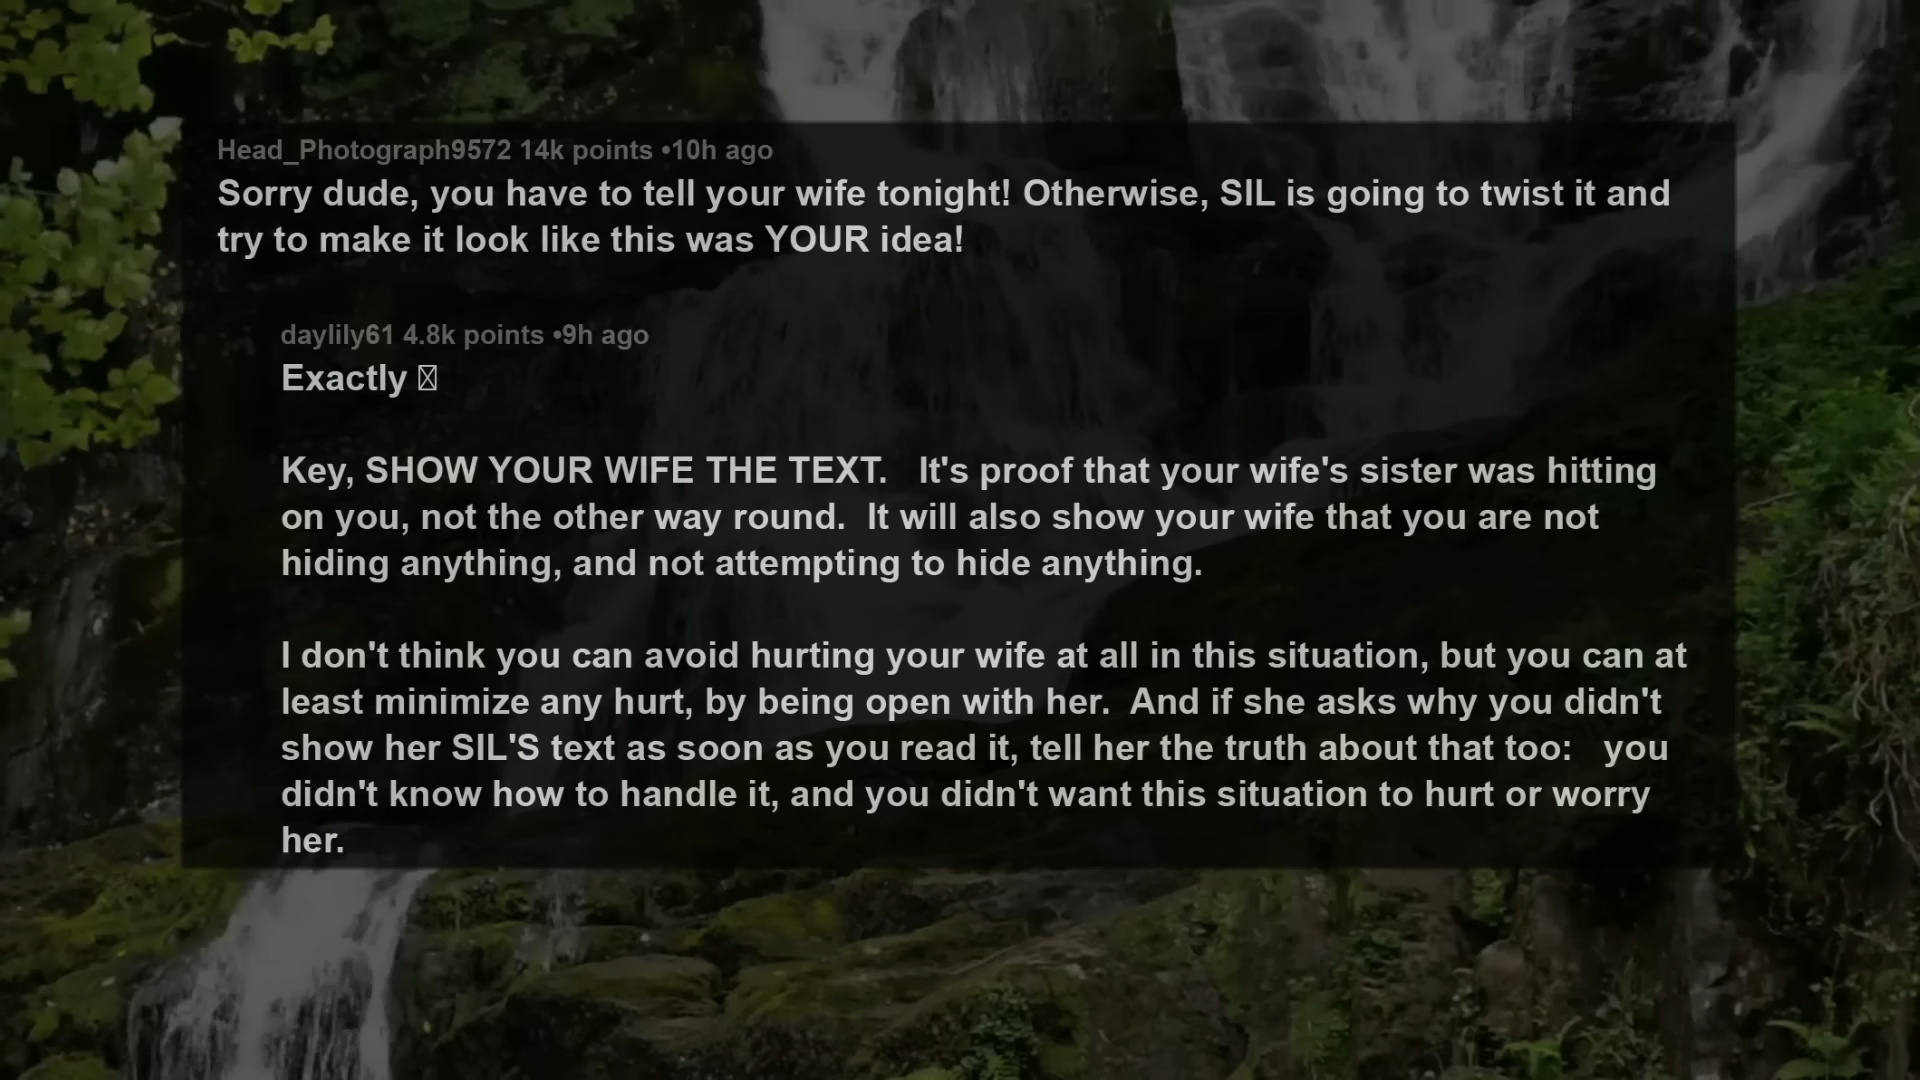 Head_Photograph9572 14k points •10h ago
Sorry dude, you have to tell your wife tonight! Otherwise, SIL is going to twist it and
try to make it look like this was YOUR idea!
daylily61 4.8k points •9h ago
Exactly
Key, SHOW YOUR WIFE THE TEXT.   It's proof that your wife's sister was hitting
on you, not the other way round.  It will also show your wife that you are not
hiding anything, and not attempting to hide anything.
I don't think you can avoid hurting your wife at all in this situation, but you can at
least minimize any hurt, by being open with her.  And if she asks why you didn't
show her SIL'S text as soon as you read it, tell her the truth about that too:   you
didn't know how to handle it, and you didn't want this situation to hurt or worry
her.